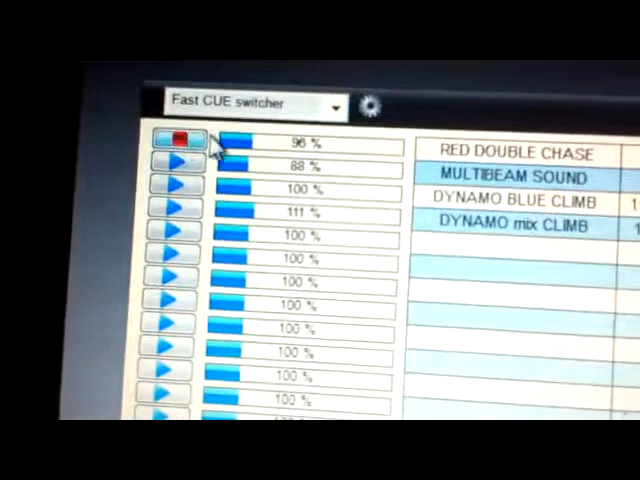 Fast CUE switcher
96 % RED DOUBLE CHASE
88 % MULTIBEAM SOUND
100 % DYNAMO BLUE CLIMB
111 % DYNAMO mix CLIMB
100 %
100 %
100 %
100 %
100 %
100 %
100 %
100 %